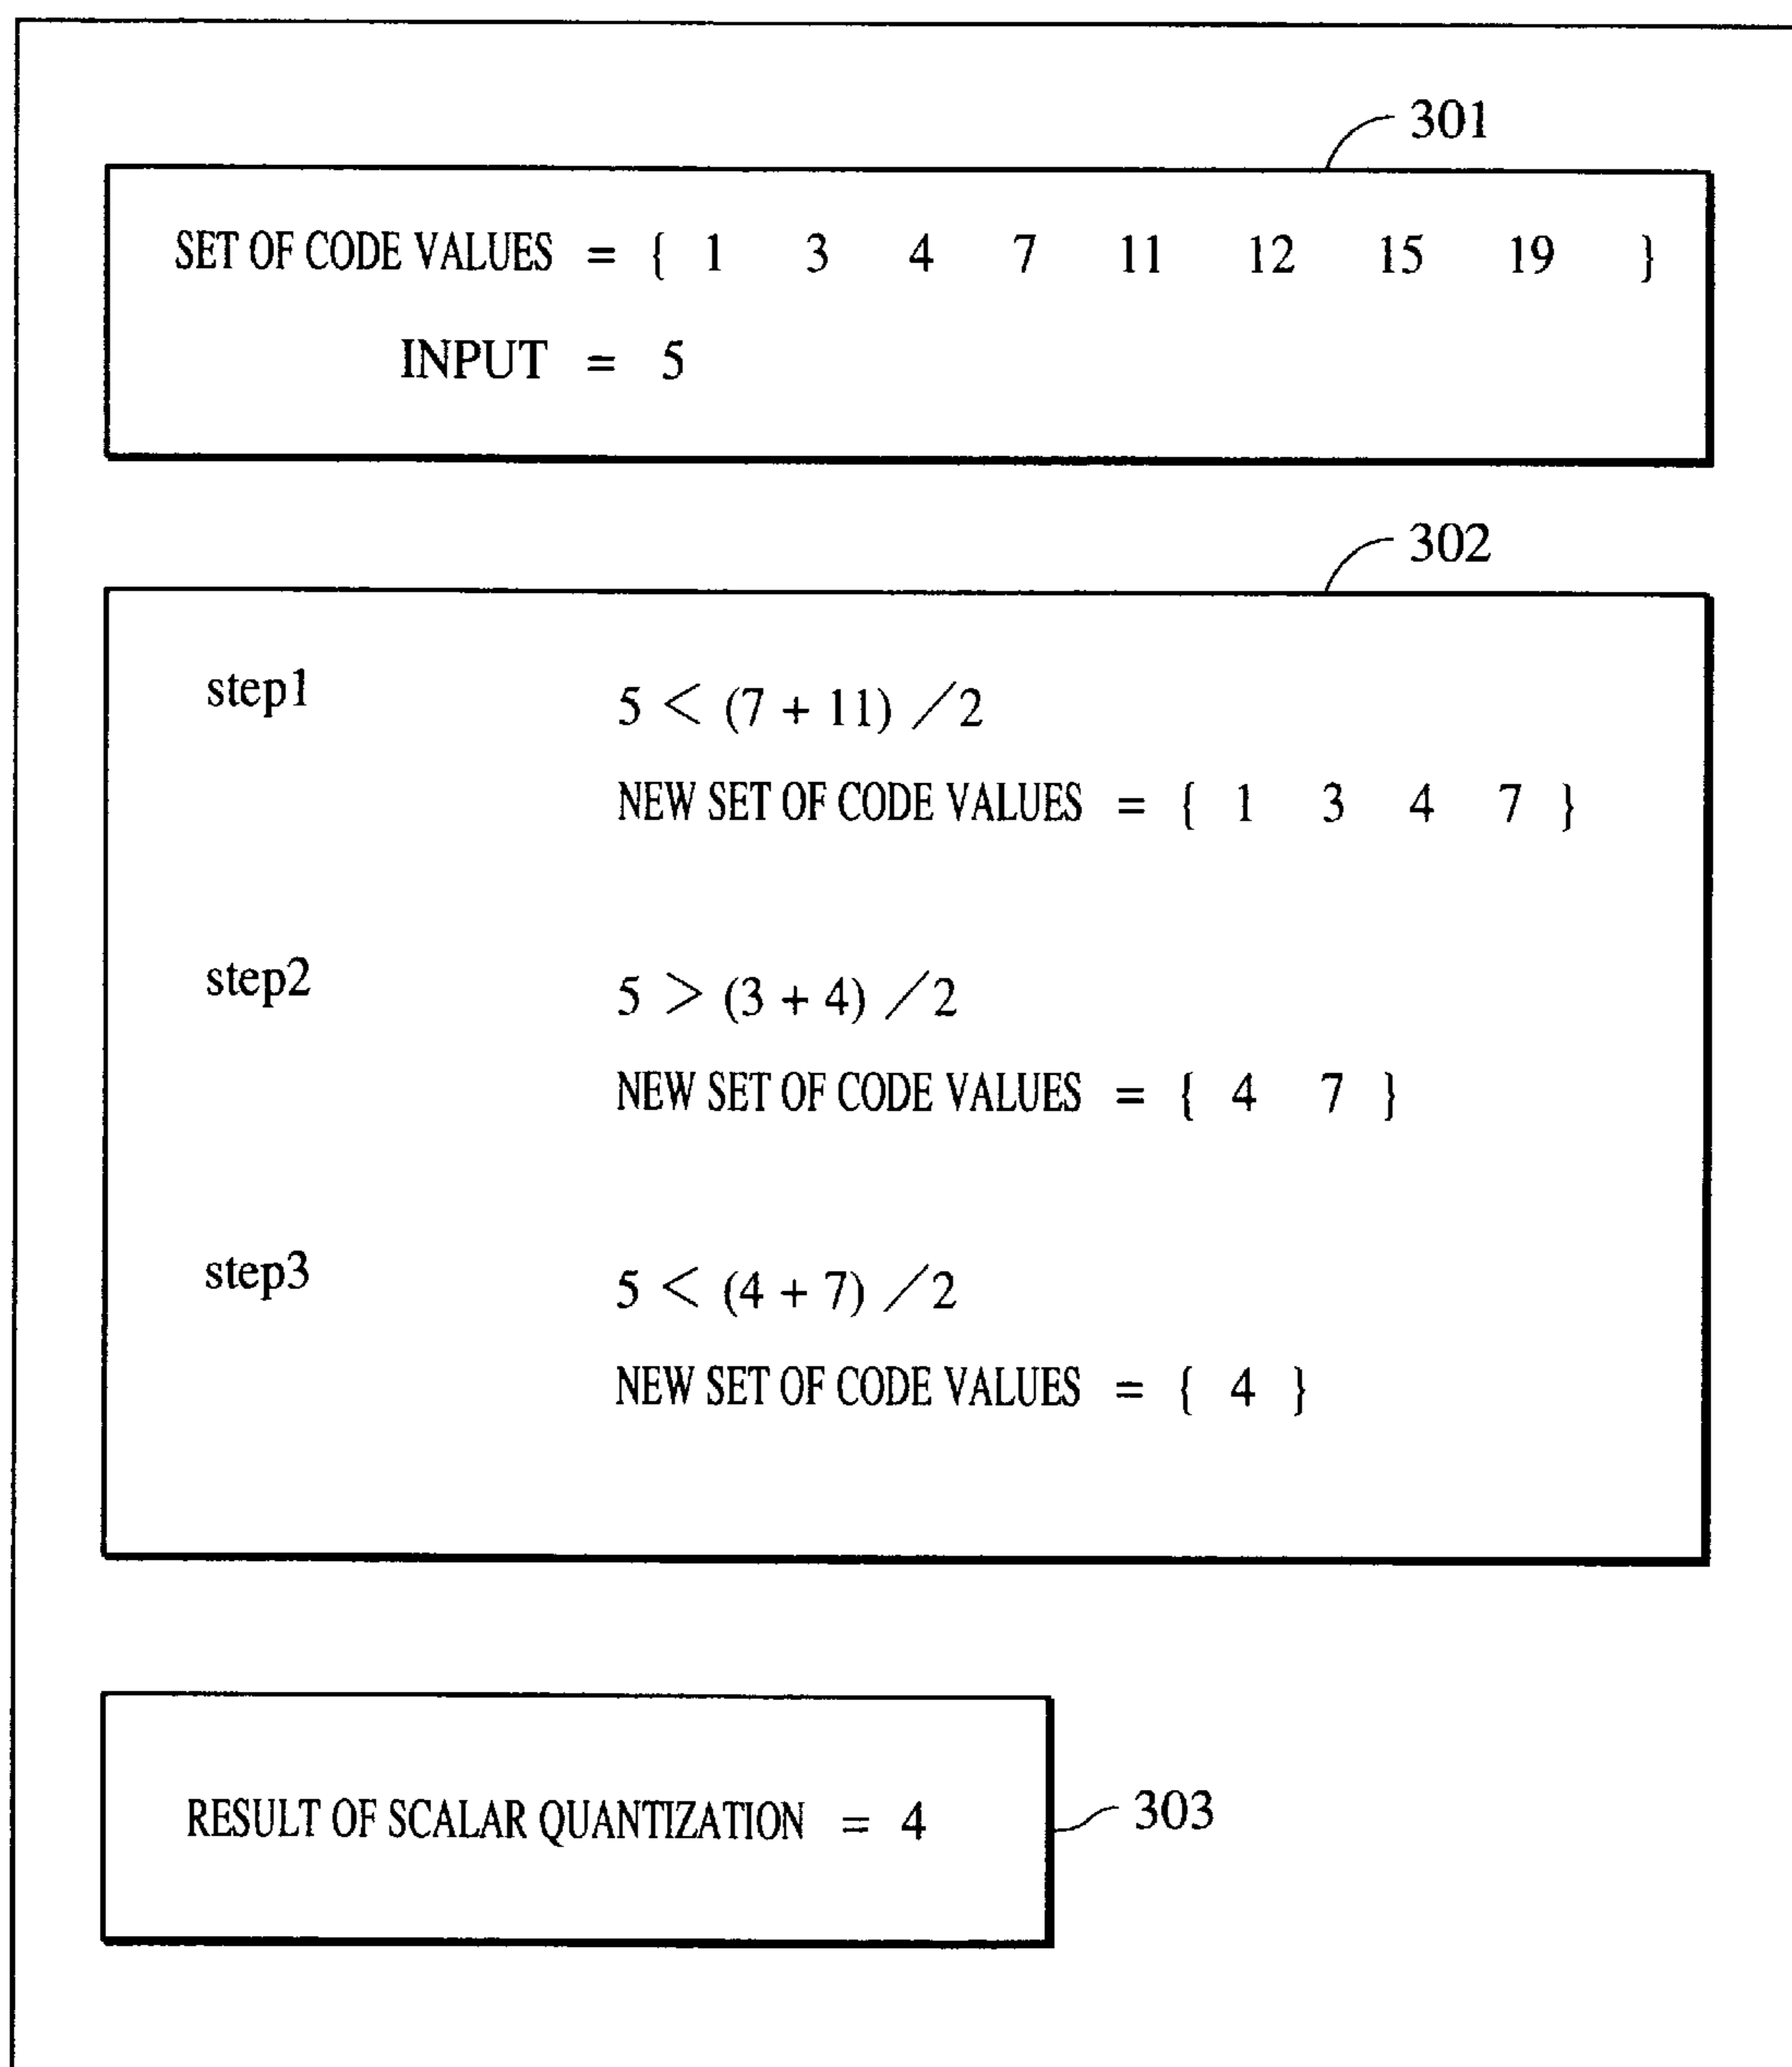 301
SET OF CODE VALUES = { 1 3 4 7 11 12 15 19 }
INPUT = 5
302
step1
5 < (7 + 11) ／2
NEW SET OF CODE VALUES = { 1 3 4 7 }
step2
5 > (3 + 4) ／2
NEW SET OF CODE VALUES = { 4 7 }
step3
5 < (4 + 7) ／2
NEW SET OF CODE VALUES = { 4 }
RESULT OF SCALAR QUANTIZATION = 4
303